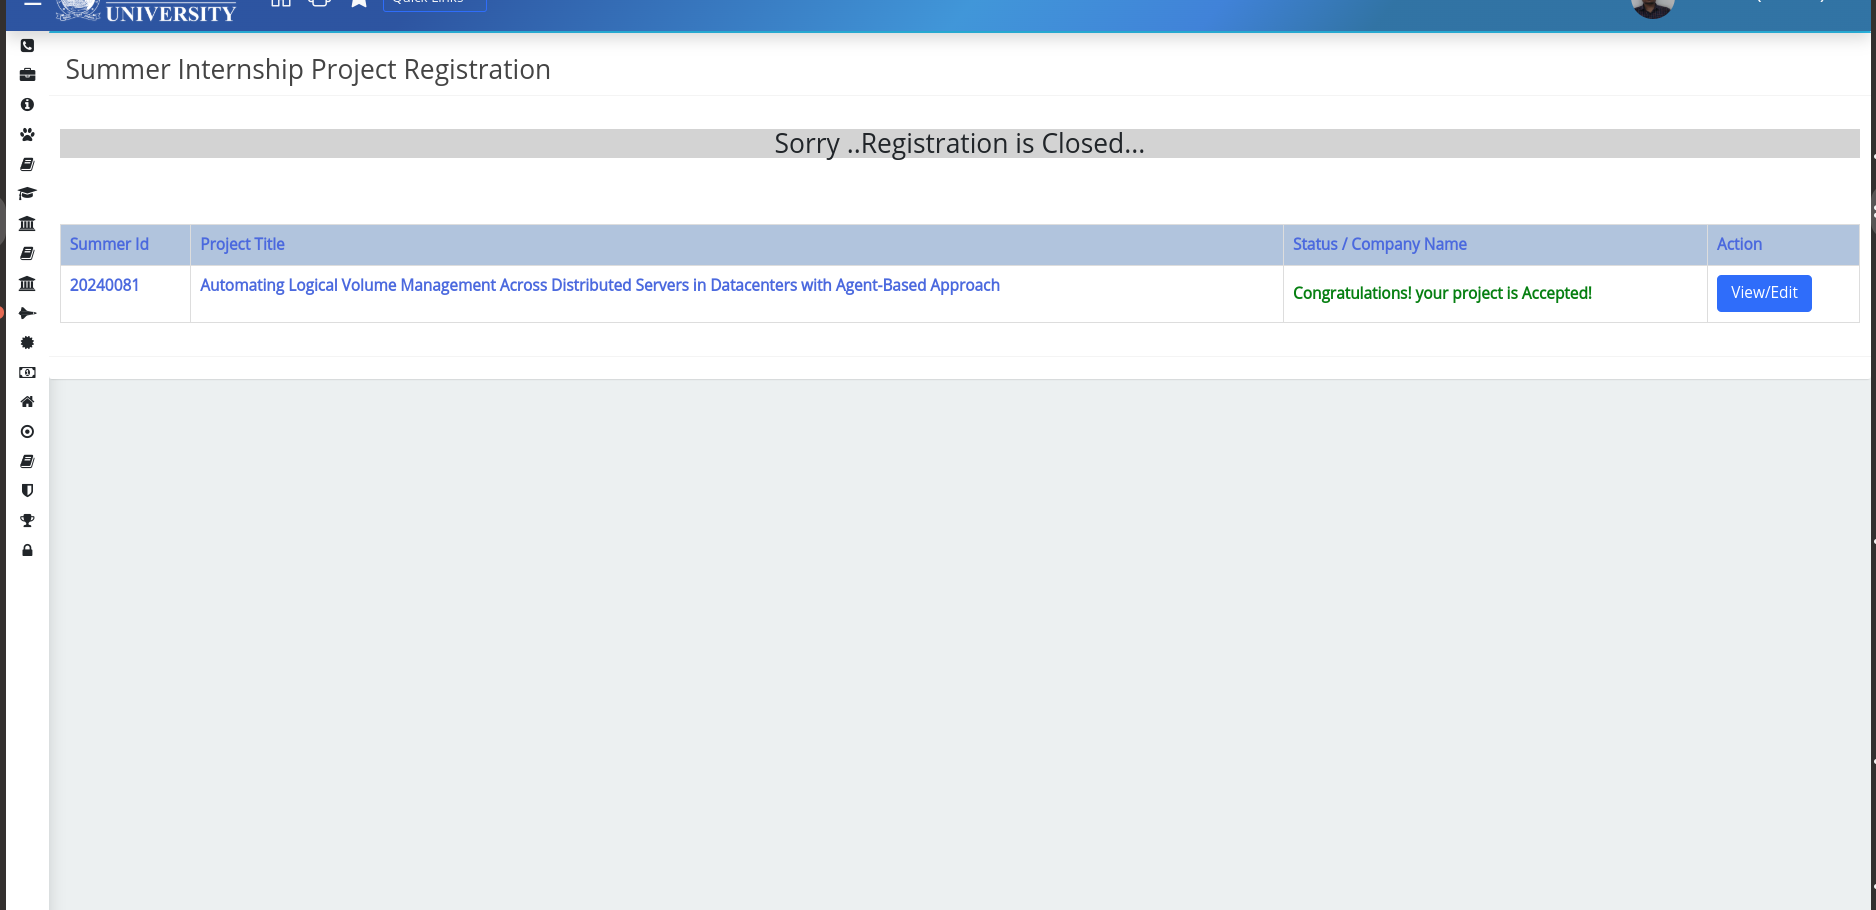 UNIVERSITY
Quick Links
Summer Internship Project Registration
Sorry ..Registration is Closed...
Summer Id Project Title Status / Company Name Action
20240081 Automating Logical Volume Management Across Distributed Servers in Datacenters with Agent-Based Approach Congratulations! your project is Accepted! View/Edit